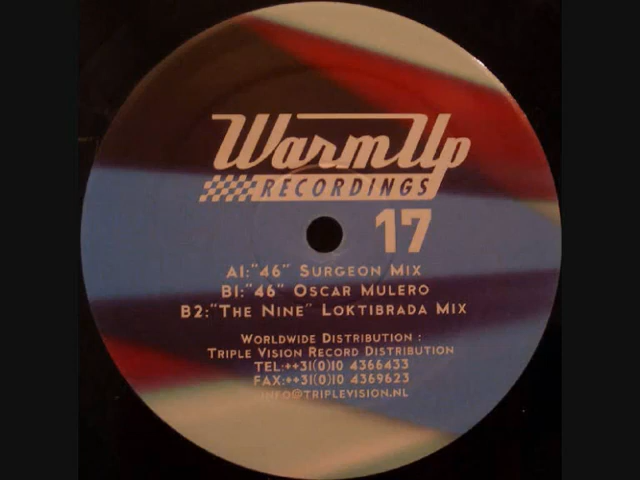 WarmUp
RECORDINGS
17
A1:"46" SURGEON MIX
B1:"46" OSCAR MULERO
B2:"THE NINE" LOKTIBRADA MIX
WORLDWIDE DISTRIBUTION :
TRIPLE VISION RECORD DISTRIBUTION
TEL:++31(0)10 4366433
FAX:++31(0)10 4369623
INFO@TRIPLEVISION.NL